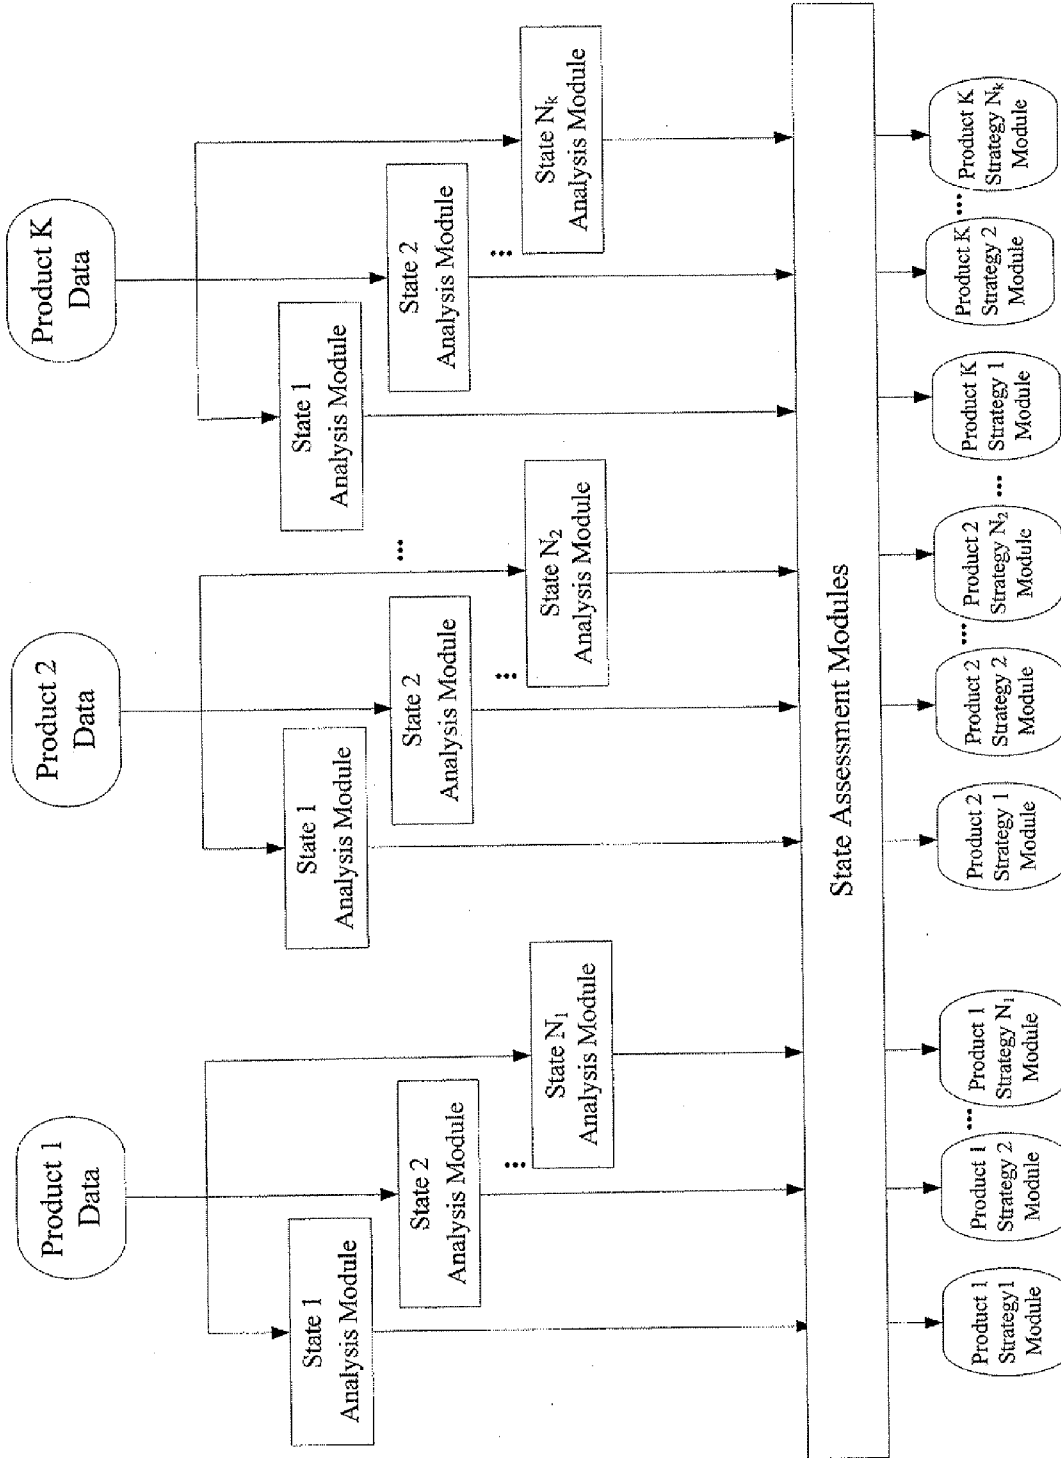 Product 1
Data
Product 2
Data
Product K
Data
State 1
Analysis Module
State 2
Analysis Module
...
State N₁
Analysis Module
State 1
Analysis Module
State 2
Analysis Module
...
State N₂
Analysis Module
...
State 1
Analysis Module
State 2
Analysis Module
...
State Nₖ
Analysis Module
State Assessment Modules
Product 1
Strategy1
Module
Product 1
Strategy 2
Module
...
Product 1
Strategy N₁
Module
Product 2
Strategy 1
Module
Product 2
Strategy 2
Module
...
Product 2
Strategy N₂
Module
...
Product K
Strategy 1
Module
Product K
Strategy 2
Module
...
Product K
Strategy Nₖ
Module